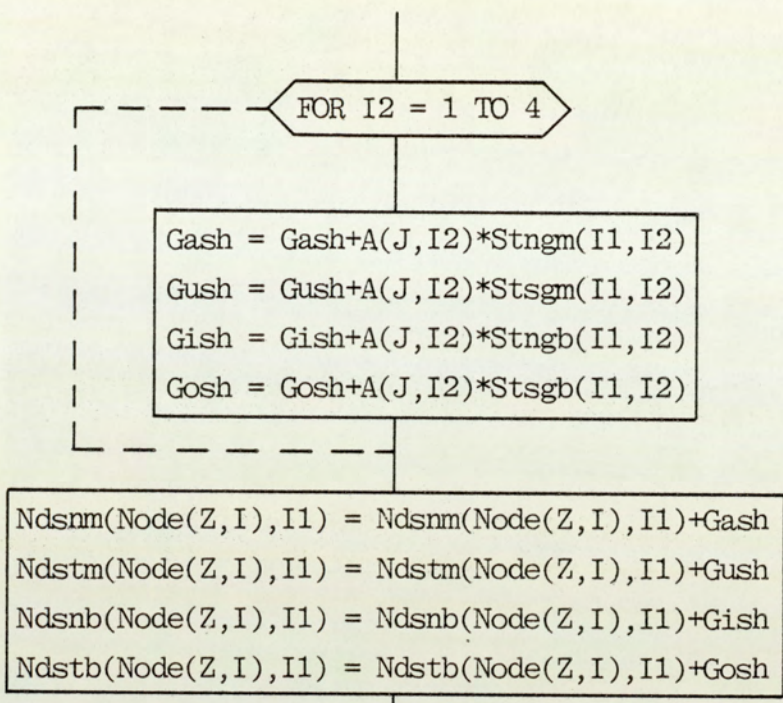 FOR I2 = 1 TO 4
Gash = Gash+A(J,I2)*Stngm(I1,I2)
Gush = Gush+A(J,I2)*Stsgm(I1,I2)
Gish = Gish+A(J,I2)*Stngb(I1,I2)
Gosh = Gosh+A(J,I2)*Stsgb(I1,I2)
Ndsnm(Node(Z,I),I1) = Ndsnm(Node(Z,I),I1)+Gash
Ndstm(Node(Z,I),I1) = Ndstm(Node(Z,I),I1)+Gush
Ndsnb(Node(Z,I),I1) = Ndsnb(Node(Z,I),I1)+Gish
Ndstb(Node(Z,I),I1) = Ndstb(Node(Z,I),I1)+Gosh